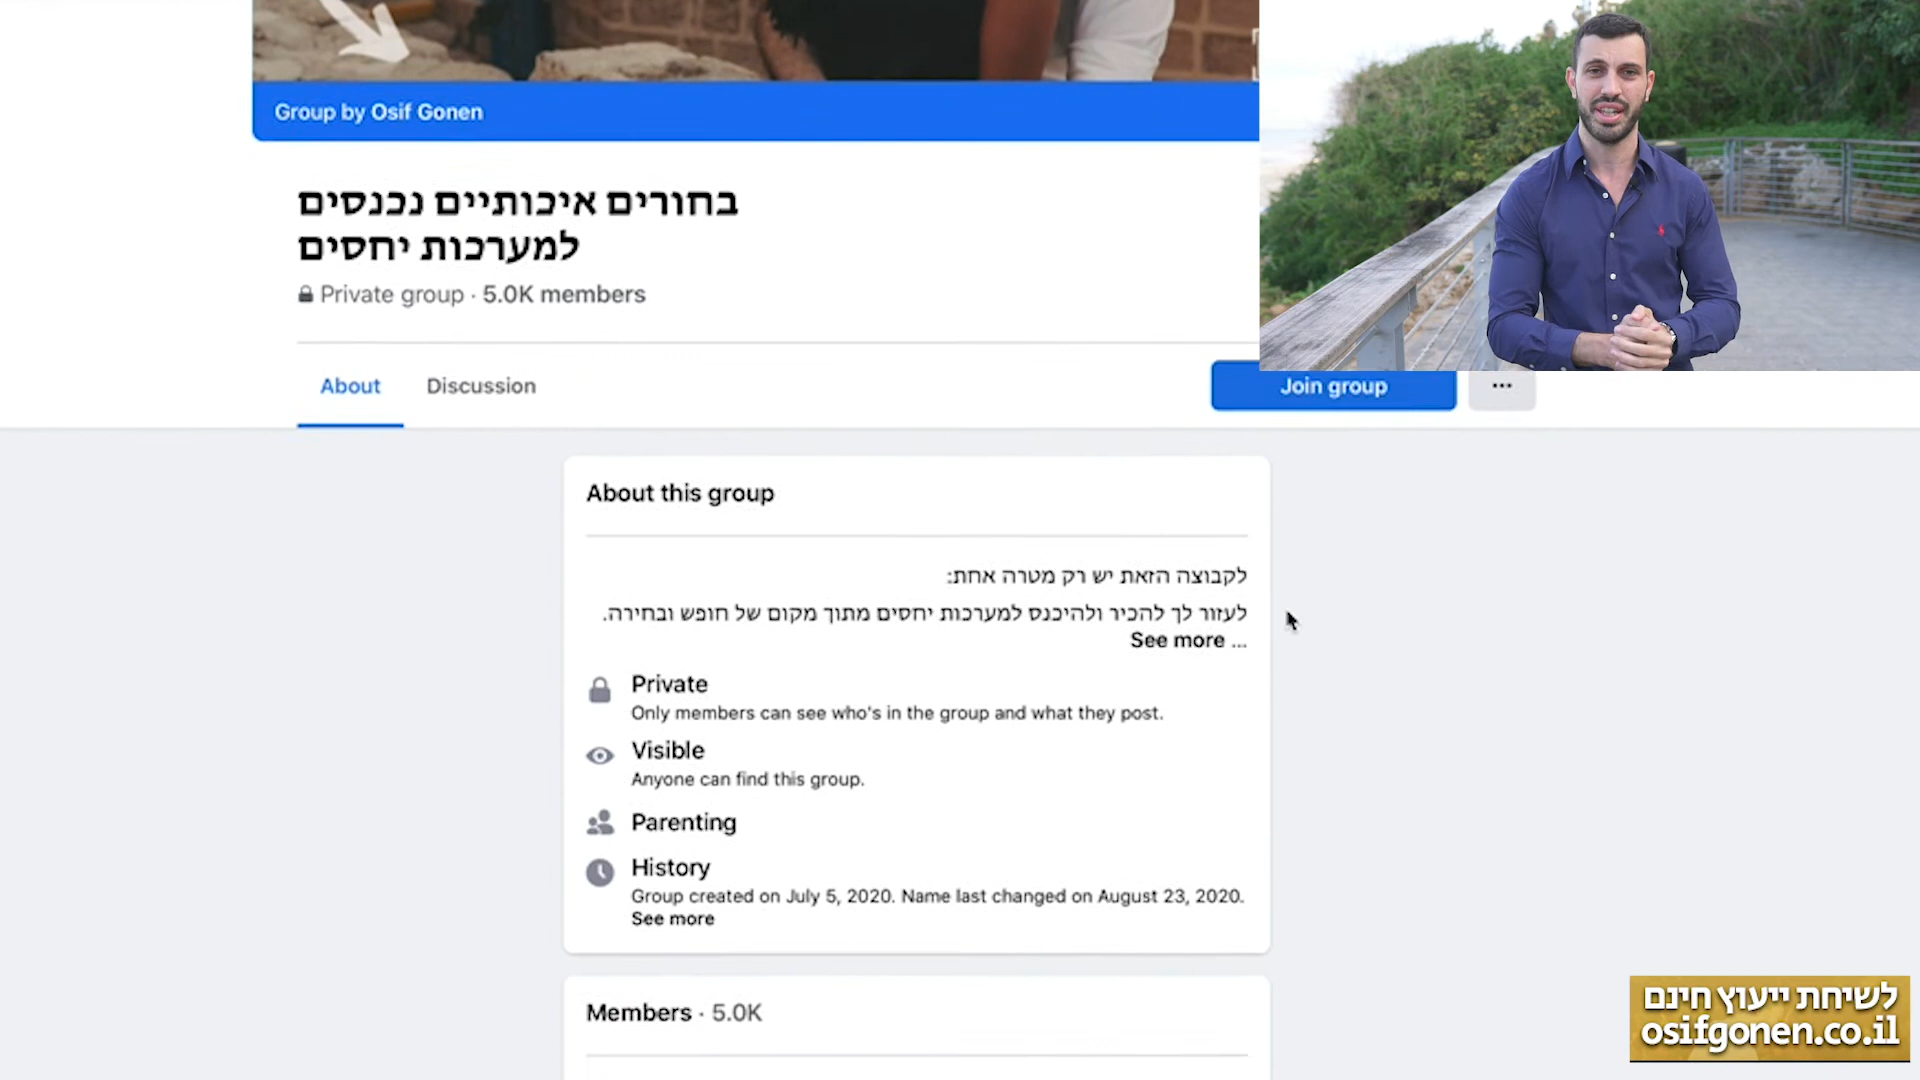 Group by Osif Gonen
בחורים איכותיים נכנסים
למערכות יחסים
Private group · 5.0K members
About
Discussion
Join group
···
About this group
לקבוצה הזאת יש רק מטרה אחת:
לעזור לך להכיר ולהיכנס למערכות יחסים מתוך מקום של חופש ובחירה.
... See more
Private
Only members can see who's in the group and what they post.
Visible
Anyone can find this group.
Parenting
History
Group created on July 5, 2020. Name last changed on August 23, 2020.
See more
Members · 5.0K
לשיחת ייעוץ חינם
osifgonen.co.il